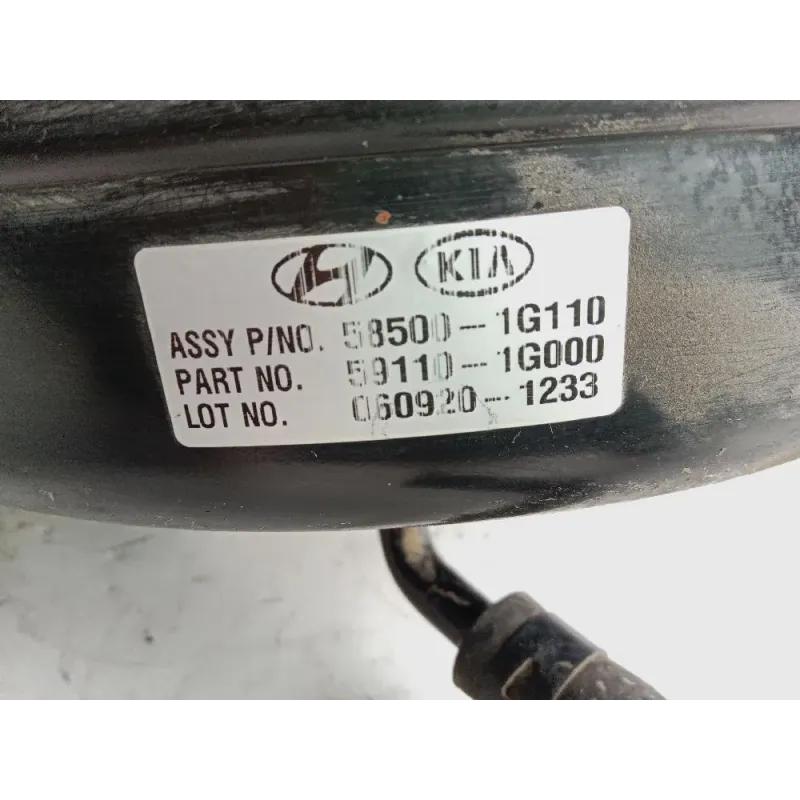 KIA
ASSY P/NO. 58500-1G110
PART NO. 59110-1G000
LOT NO. 060920-1233